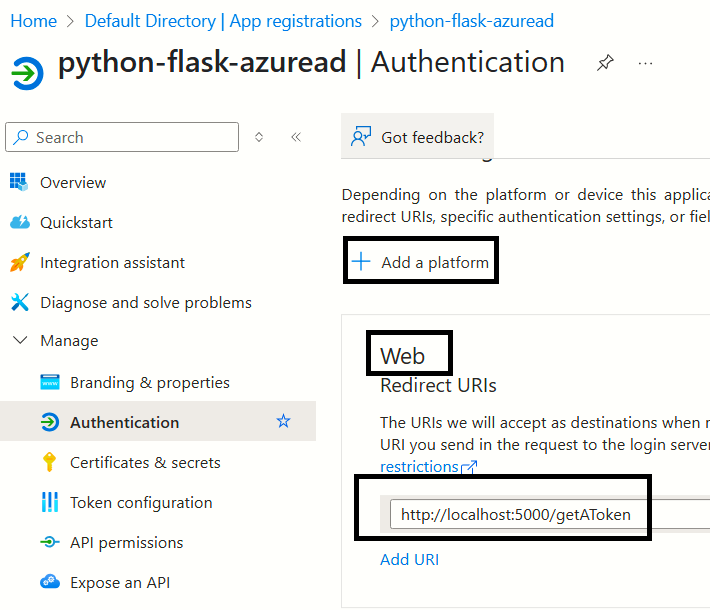 Home > Default Directory | App registrations > python-flask-azuread
python-flask-azuread | Authentication
Search
Got feedback?
Overview
Quickstart
Integration assistant
Diagnose and solve problems
Manage
Branding & properties
Authentication
Certificates & secrets
Token configuration
API permissions
Expose an API
Depending on the platform or device this applica
redirect URIs, specific authentication settings, or fiel
+ Add a platform
Web
Redirect URIs
The URIs we will accept as destinations when r
URI you send in the request to the login server
restrictions
http://localhost:5000/getAToken
Add URI